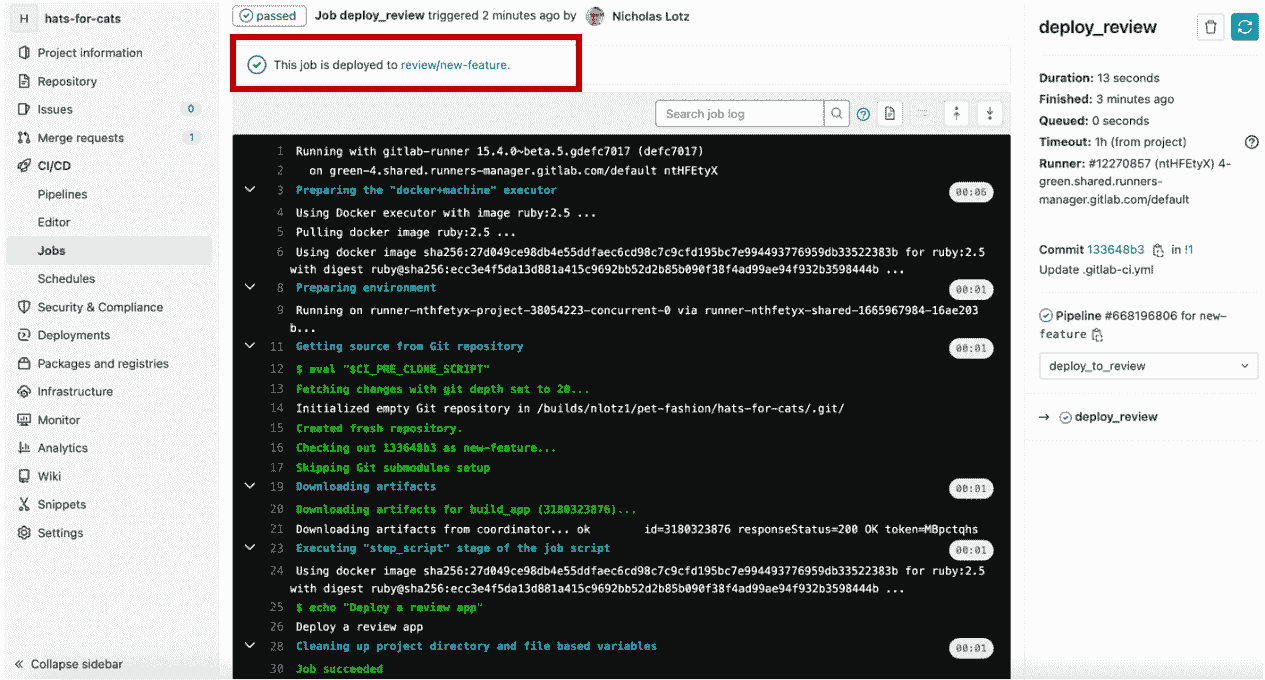 H hats-for-cats
Project information
Repository
Issues 0
Merge requests 1
CI/CD
Pipelines
Editor
Jobs
Schedules
Security & Compliance
Deployments
Packages and registries
Infrastructure
Monitor
Analytics
Wiki
Snippets
Settings
Collapse sidebar
passed Job deploy_review triggered 2 minutes ago by Nicholas Lotz
This job is deployed to review/new-feature.
Search job log
1 Running with gitlab-runner 15.4.0~beta.5.gdefc7017 (defc7017)
2 on green-4.shared.runners-manager.gitlab.com/default ntHFEtyX
3 Preparing the "docker+machine" executor 00:06
4 Using Docker executor with image ruby:2.5 ...
5 Pulling docker image ruby:2.5 ...
6 Using docker image sha256:27d049ce98db4e55ddfaec6cd98c7c9cfd195bc7e994493776959db33522383b for ruby:2.5
with digest ruby@sha256:ecc3e4f5da13d881a415c9692bb52d2b85b090f38f4ad99ae94f932b3598444b ...
8 Preparing environment 00:01
9 Running on runner-nthfetyx-project-38054223-concurrent-0 via runner-nthfetyx-shared-1665967984-16ae203
b...
11 Getting source from Git repository 00:01
12 $ eval "$CI_PRE_CLONE_SCRIPT"
13 Fetching changes with git depth set to 20...
14 Initialized empty Git repository in /builds/nlotz1/pet-fashion/hats-for-cats/.git/
15 Created fresh repository.
16 Checking out 133648b3 as new-feature...
17 Skipping Git submodules setup
19 Downloading artifacts 00:01
20 Downloading artifacts for build_app (3180323876)...
21 Downloading artifacts from coordinator... ok id=3180323876 responseStatus=200 OK token=MBpctqhs
23 Executing "step_script" stage of the job script 00:01
24 Using docker image sha256:27d049ce98db4e55ddfaec6cd98c7c9cfd195bc7e994493776959db33522383b for ruby:2.5
with digest ruby@sha256:ecc3e4f5da13d881a415c9692bb52d2b85b090f38f4ad99ae94f932b3598444b ...
25 $ echo "Deploy a review app"
26 Deploy a review app
28 Cleaning up project directory and file based variables 00:01
30 Job succeeded
deploy_review
Duration: 13 seconds
Finished: 3 minutes ago
Queued: 0 seconds
Timeout: 1h (from project)
Runner: #12270857 (ntHFEtyX) 4-
green.shared.runners-
manager.gitlab.com/default
Commit 133648b3 in !1
Update .gitlab-ci.yml
Pipeline #668196806 for new-
feature
deploy_to_review
→ deploy_review